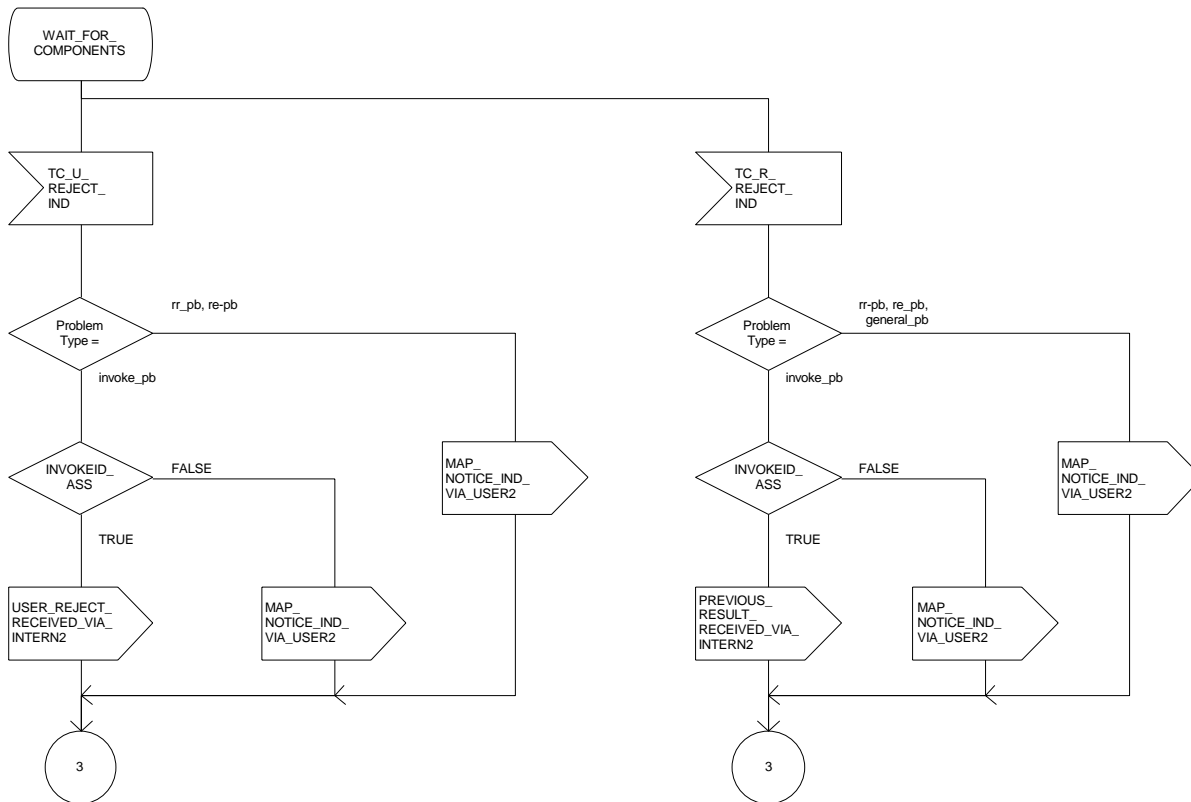 WAIT_FOR_
COMPONENTS
TC_U_
REJECT_
IND
TC_R_
REJECT_
IND
Problem
Type =
rr_pb, re-pb
invoke_pb
Problem
Type =
rr-pb, re_pb,
general_pb
invoke_pb
INVOKEID_
ASS
FALSE
TRUE
MAP_
NOTICE_IND_
VIA_USER2
INVOKEID_
ASS
FALSE
TRUE
MAP_
NOTICE_IND_
VIA_USER2
USER_REJECT_
RECEIVED_VIA_
INTERN2
MAP_
NOTICE_IND_
VIA_USER2
PREVIOUS_
RESULT_
RECEIVED_VIA_
INTERN2
MAP_
NOTICE_IND_
VIA_USER2
3
3